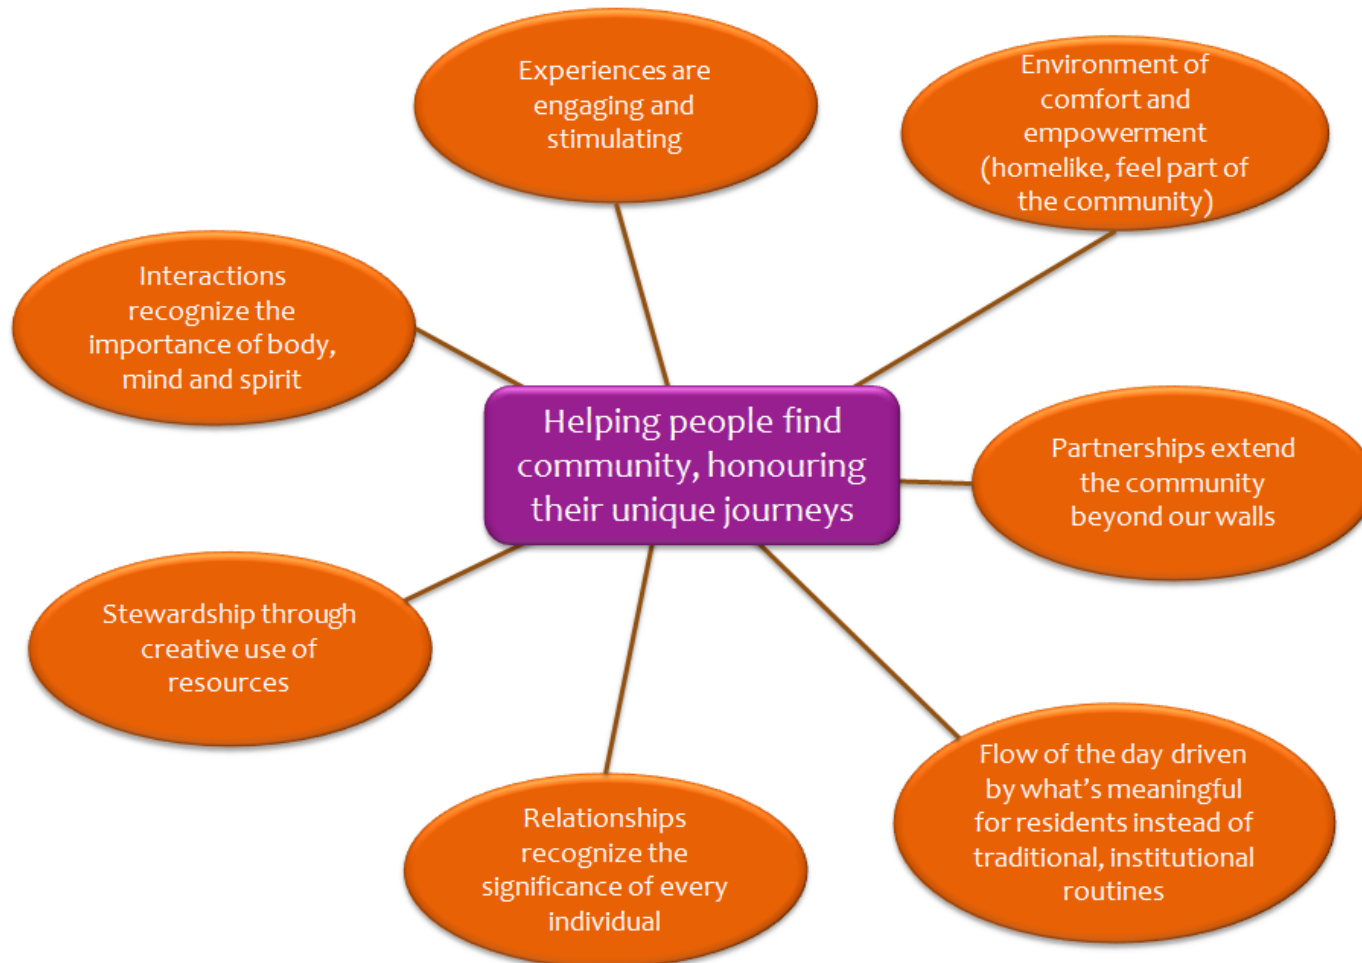 Experiences are
engaging and
stimulating
Environment of
comfort and
empowerment
(homelike, feel part of
the community)
Interactions
recognize the
importance of body,
mind and spirit
Helping people find
community, honouring
their unique journeys
Partnerships extend
the community
beyond our walls
Stewardship through
creative use of
resources
Relationships
recognize the
significance of every
individual
Flow of the day driven
by what’s meaningful
for residents instead of
traditional, institutional
routines